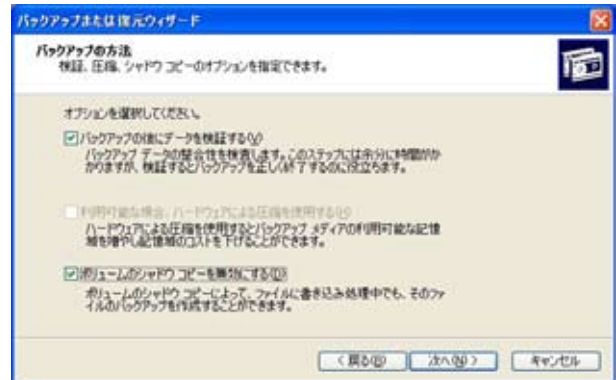 バックアップまたは復元ウィザード
バックアップの方法
検証、圧縮、シャドウ コピーのオプションを指定できます。
オプションを選択してください。
バックアップの後にデータを検証する(V)
バックアップ データの整合性を検査します。このステップには余分に時間がか
かりますが、検証するとバックアップを正しく終了するのに役立ちます。
利用可能な場合、ハードウェアによる圧縮を使用する(U)
ハードウェアによる圧縮を使用するとバックアップ メディアの利用可能な記憶
域を増やし記憶域のコストを下げることができます。
ボリュームのシャドウ コピーを無効にする(D)
ボリュームのシャドウ コピーによって、ファイルに書き込み処理中でも、そのファ
イルのバックアップを作成することができます。
< 戻る(B)
次へ(N) >
キャンセル